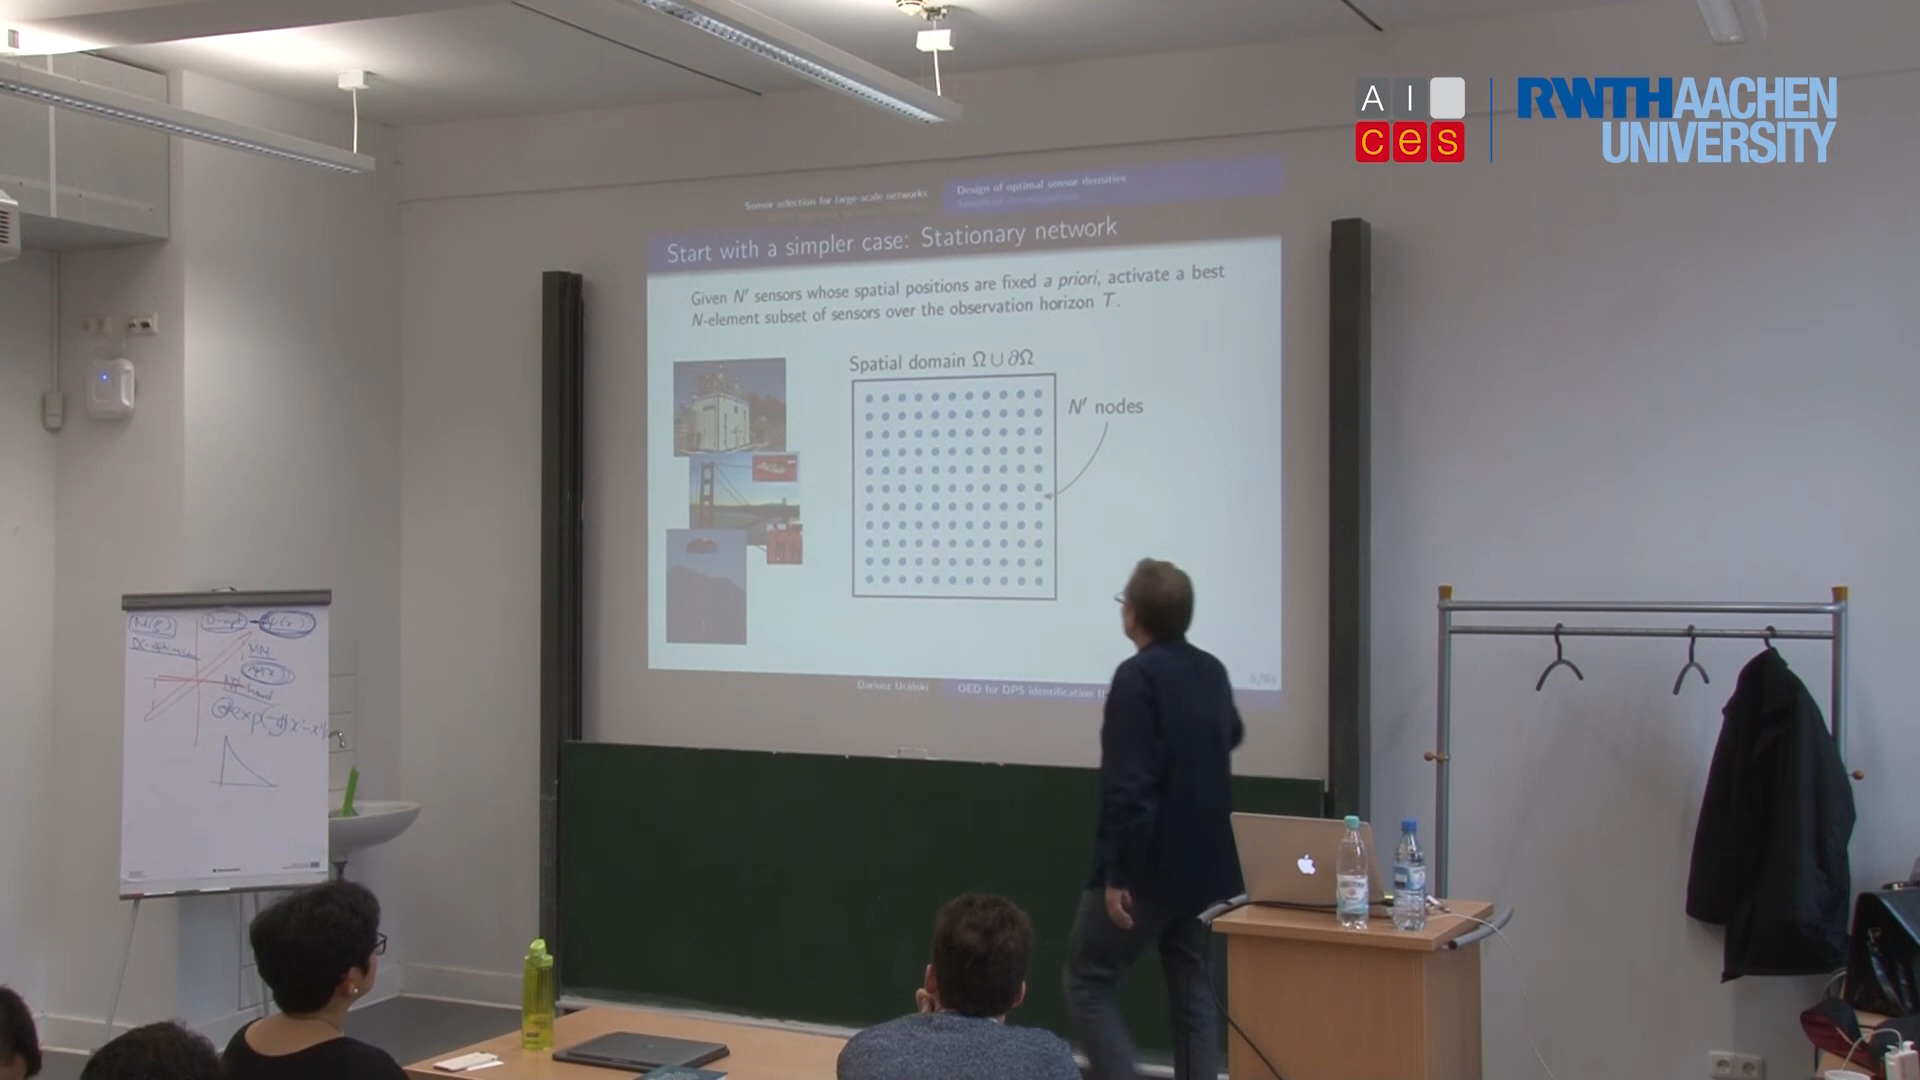 AI
ces
RWTHAACHEN
UNIVERSITY
Sensor selection for large-scale networks
Design of optimal sensor densities
Start with a simpler case: Stationary network
Given N′ sensors whose spatial positions are fixed a priori, activate a best
N-element subset of sensors over the observation horizon T.
Spatial domain Ω ∪ ∂Ω
N′ nodes
Dariusz Uciński
OED for DPS identification
M(ξ)
D-opt
MN